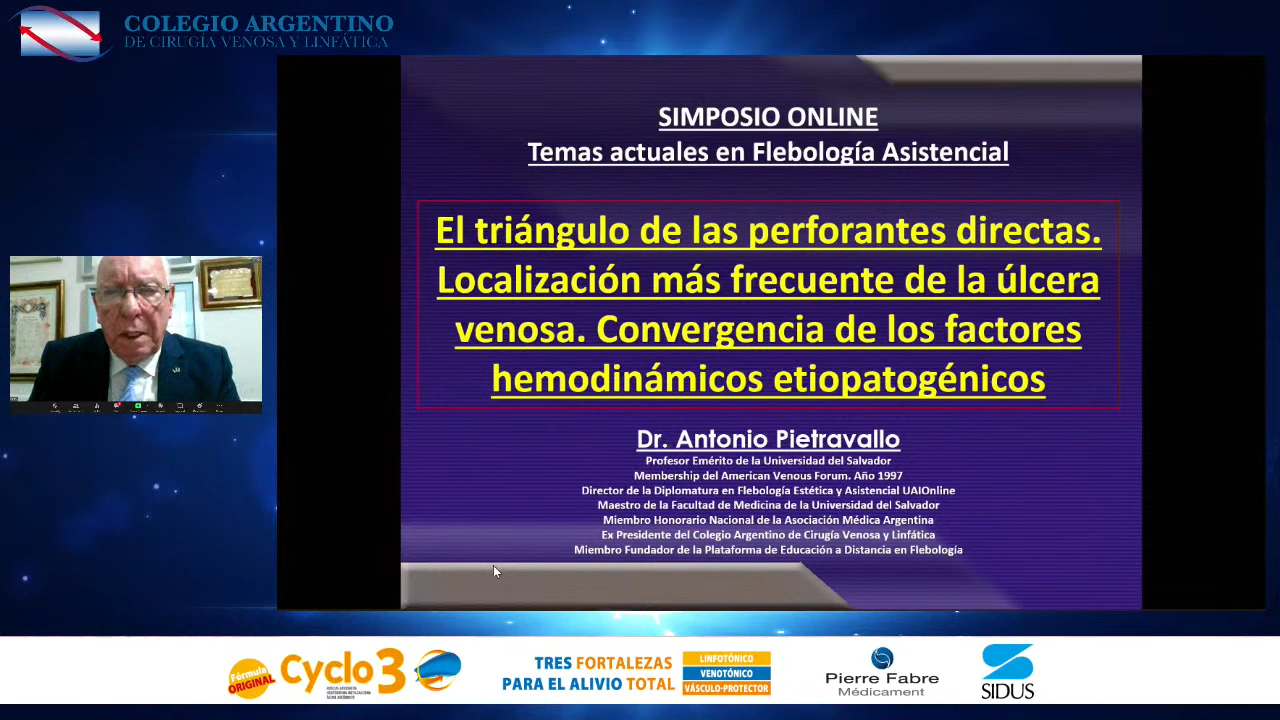 COLEGIO ARGENTINO
DE CIRUGÍA VENOSA Y LINFÁTICA
SIMPOSIO ONLINE
Temas actuales en Flebología Asistencial
El triángulo de las perforantes directas.
Localización más frecuente de la úlcera
venosa. Convergencia de los factores
hemodinámicos etiopatogénicos
Dr. Antonio Pietravallo
Profesor Emérito de la Universidad del Salvador
Membership del American Venous Forum. Año 1997
Director de la Diplomatura en Flebología Estética y Asistencial UAIOnline
Maestro de la Facultad de Medicina de la Universidad del Salvador
Miembro Honorario Nacional de la Asociación Médica Argentina
Ex Presidente del Colegio Argentino de Cirugía Venosa y Linfática
Miembro Fundador de la Plataforma de Educación a Distancia en Flebología
Fórmula
ORIGINAL
Cyclo 3
TRES FORTALEZAS
PARA EL ALIVIO TOTAL
LINFOTÓNICO
VENOTÓNICO
VÁSCULO-PROTECTOR
Pierre Fabre
Médicament
SIDUS